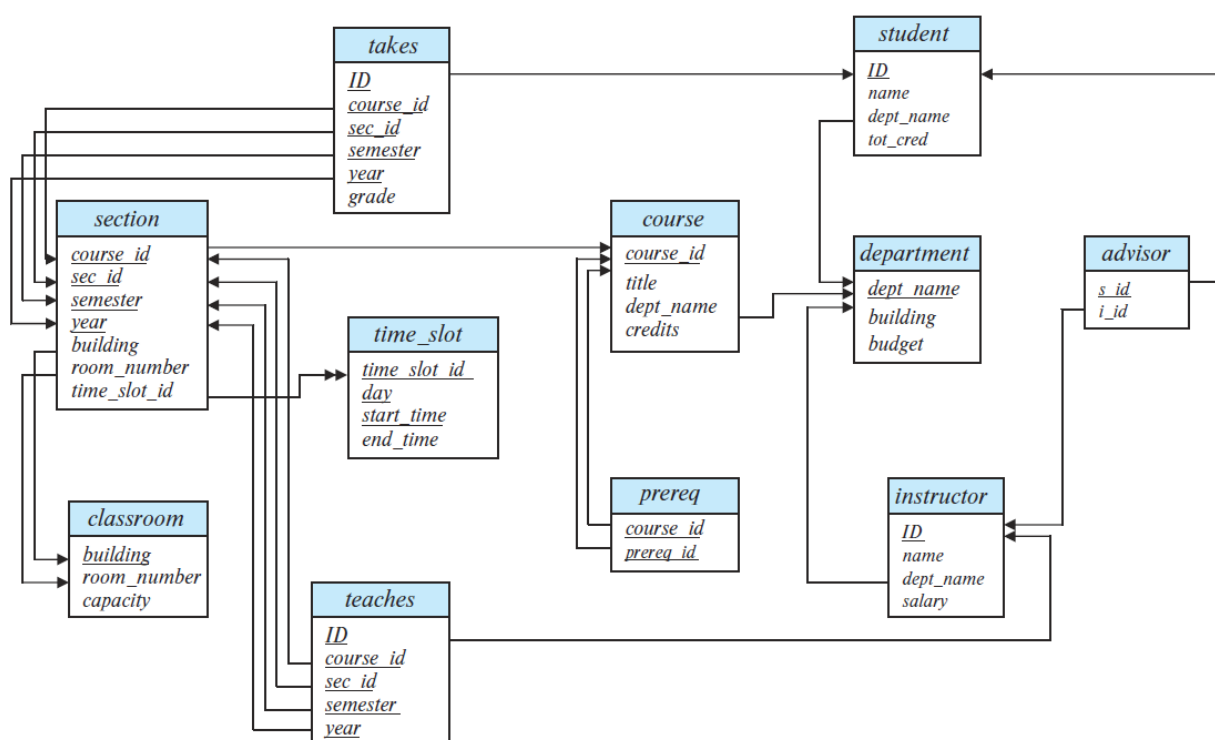 takes
ID
course_id
sec_id
semester
year
grade
student
ID
name
dept_name
tot_cred
section
course_id
sec_id
semester
year
building
room_number
time_slot_id
course
course_id
title
dept_name
credits
department
dept_name
building
budget
advisor
s_id
i_id
time_slot
time_slot_id
day
start_time
end_time
prereq
course_id
prereq_id
instructor
ID
name
dept_name
salary
classroom
building
room_number
capacity
teaches
ID
course_id
sec_id
semester
year